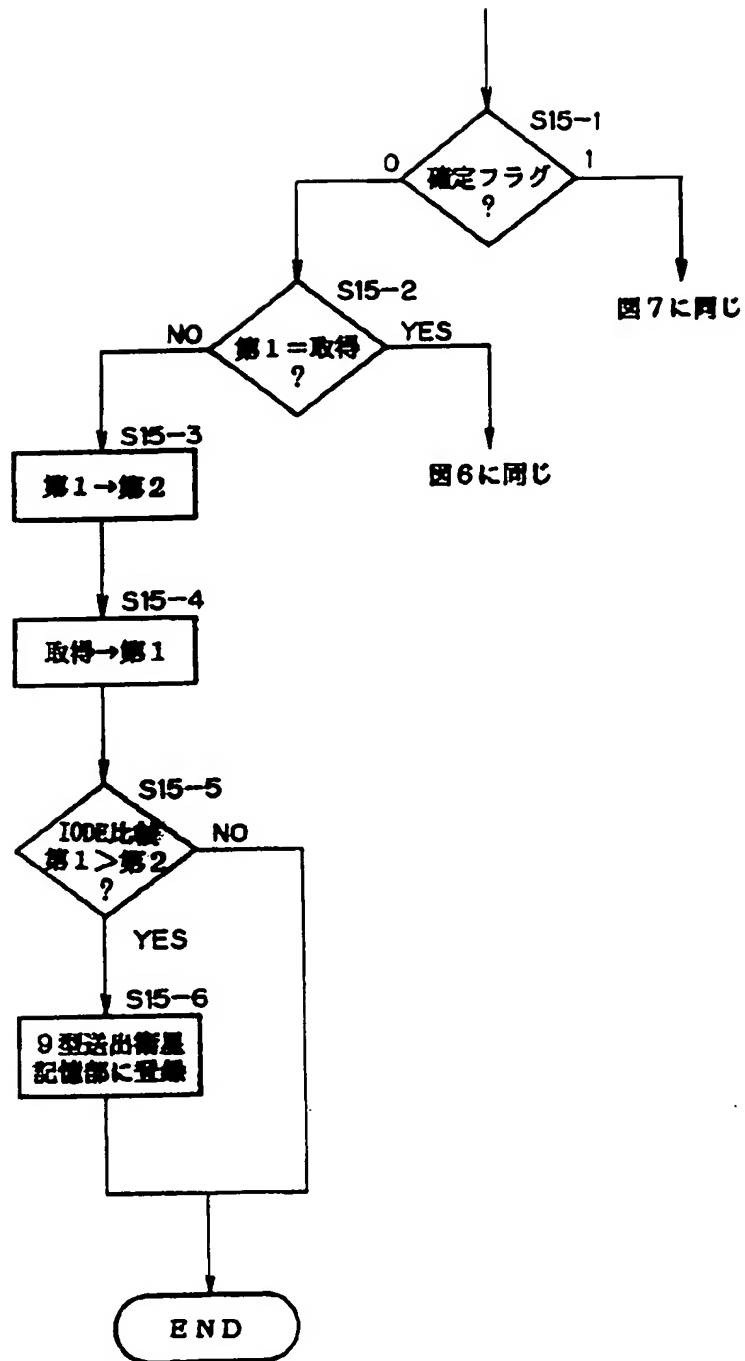 S15-1
0
確定フラグ
?
1
図7に同じ
S15-2
NO
第1=取得
?
YES
図6に同じ
S15-3
第1→第2
S15-4
取得→第1
S15-5
IODE比較
第1>第2
?
NO
YES
S15-6
9型送出衛星
記憶部に登録
END